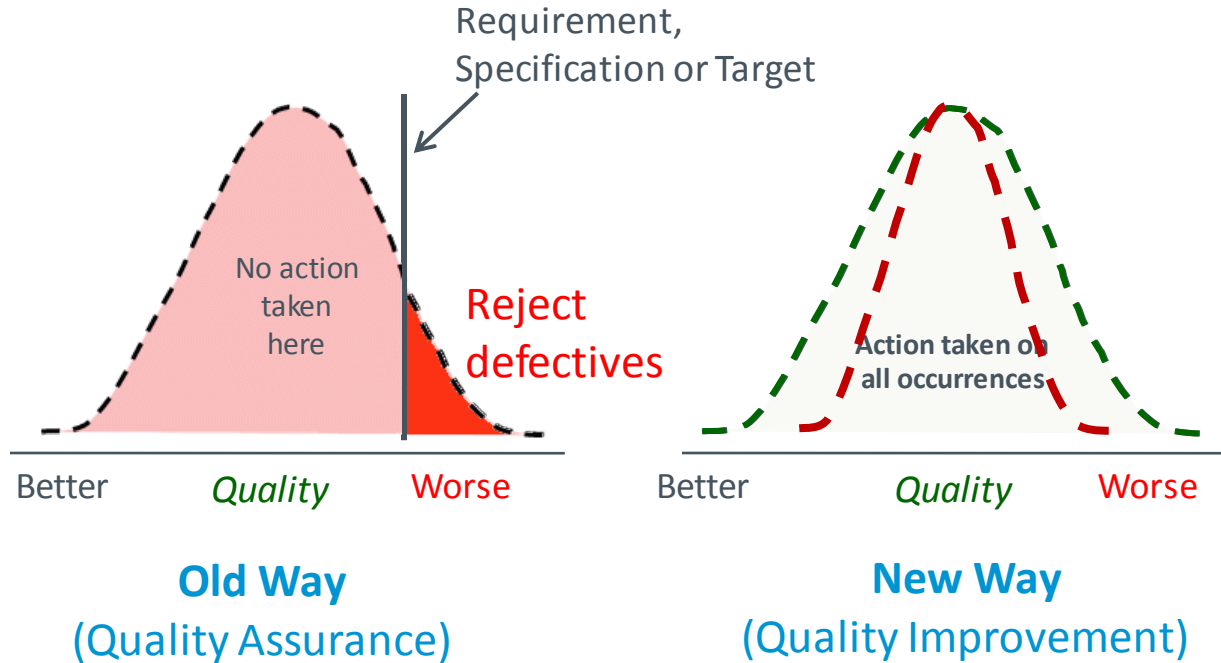 Requirement,
Specification or Target
No action
taken
here
Reject
defectives
Better
Quality
Worse
Old Way
(Quality Assurance)
Action taken on
all occurrences
Better
Quality
Worse
New Way
(Quality Improvement)